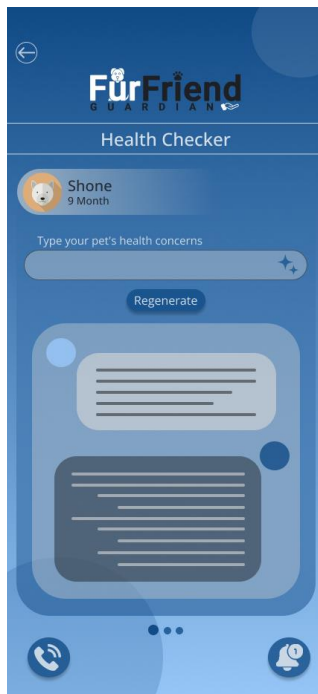 FurFriend
GUARDIAN
Health Checker
Shone
9 Month
Type your pet's health concerns
Regenerate
1